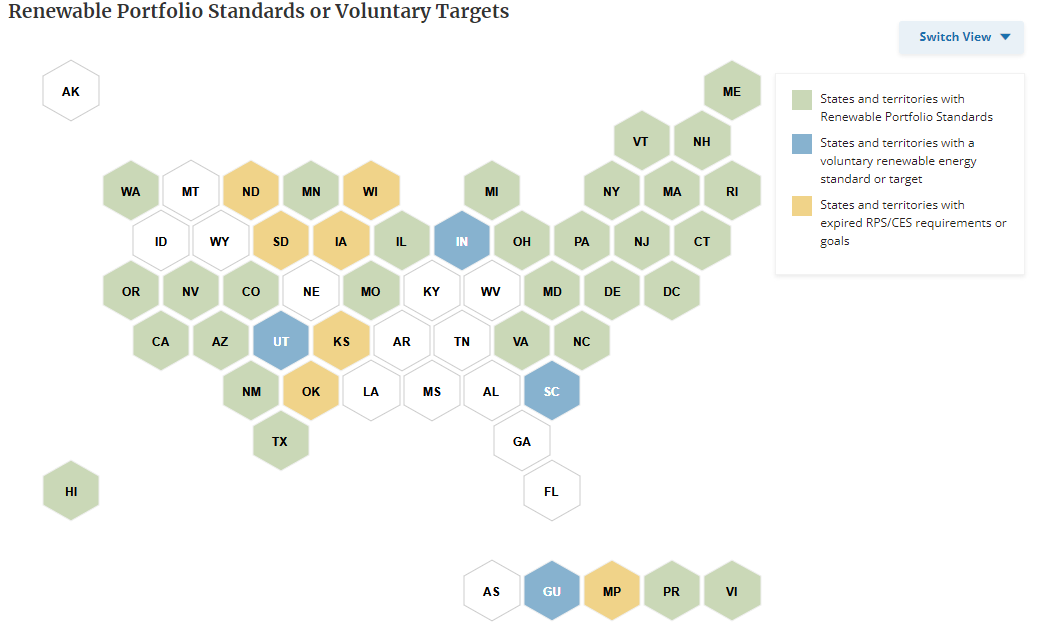 Renewable Portfolio Standards or Voluntary Targets
Switch View
AK
ME
States and territories with
Renewable Portfolio Standards
VT
NH
States and territories with a
voluntary renewable energy
standard or target
WA
MT
ND
MN
WI
MI
NY
MA
RI
States and territories with
expired RPS/CES requirements or
goals
ID
WY
SD
IA
IL
IN
OH
PA
NJ
CT
OR
NV
CO
NE
MO
KY
WV
MD
DE
DC
CA
AZ
UT
KS
AR
TN
VA
NC
NM
OK
LA
MS
AL
SC
TX
GA
HI
FL
AS
GU
MP
PR
VI